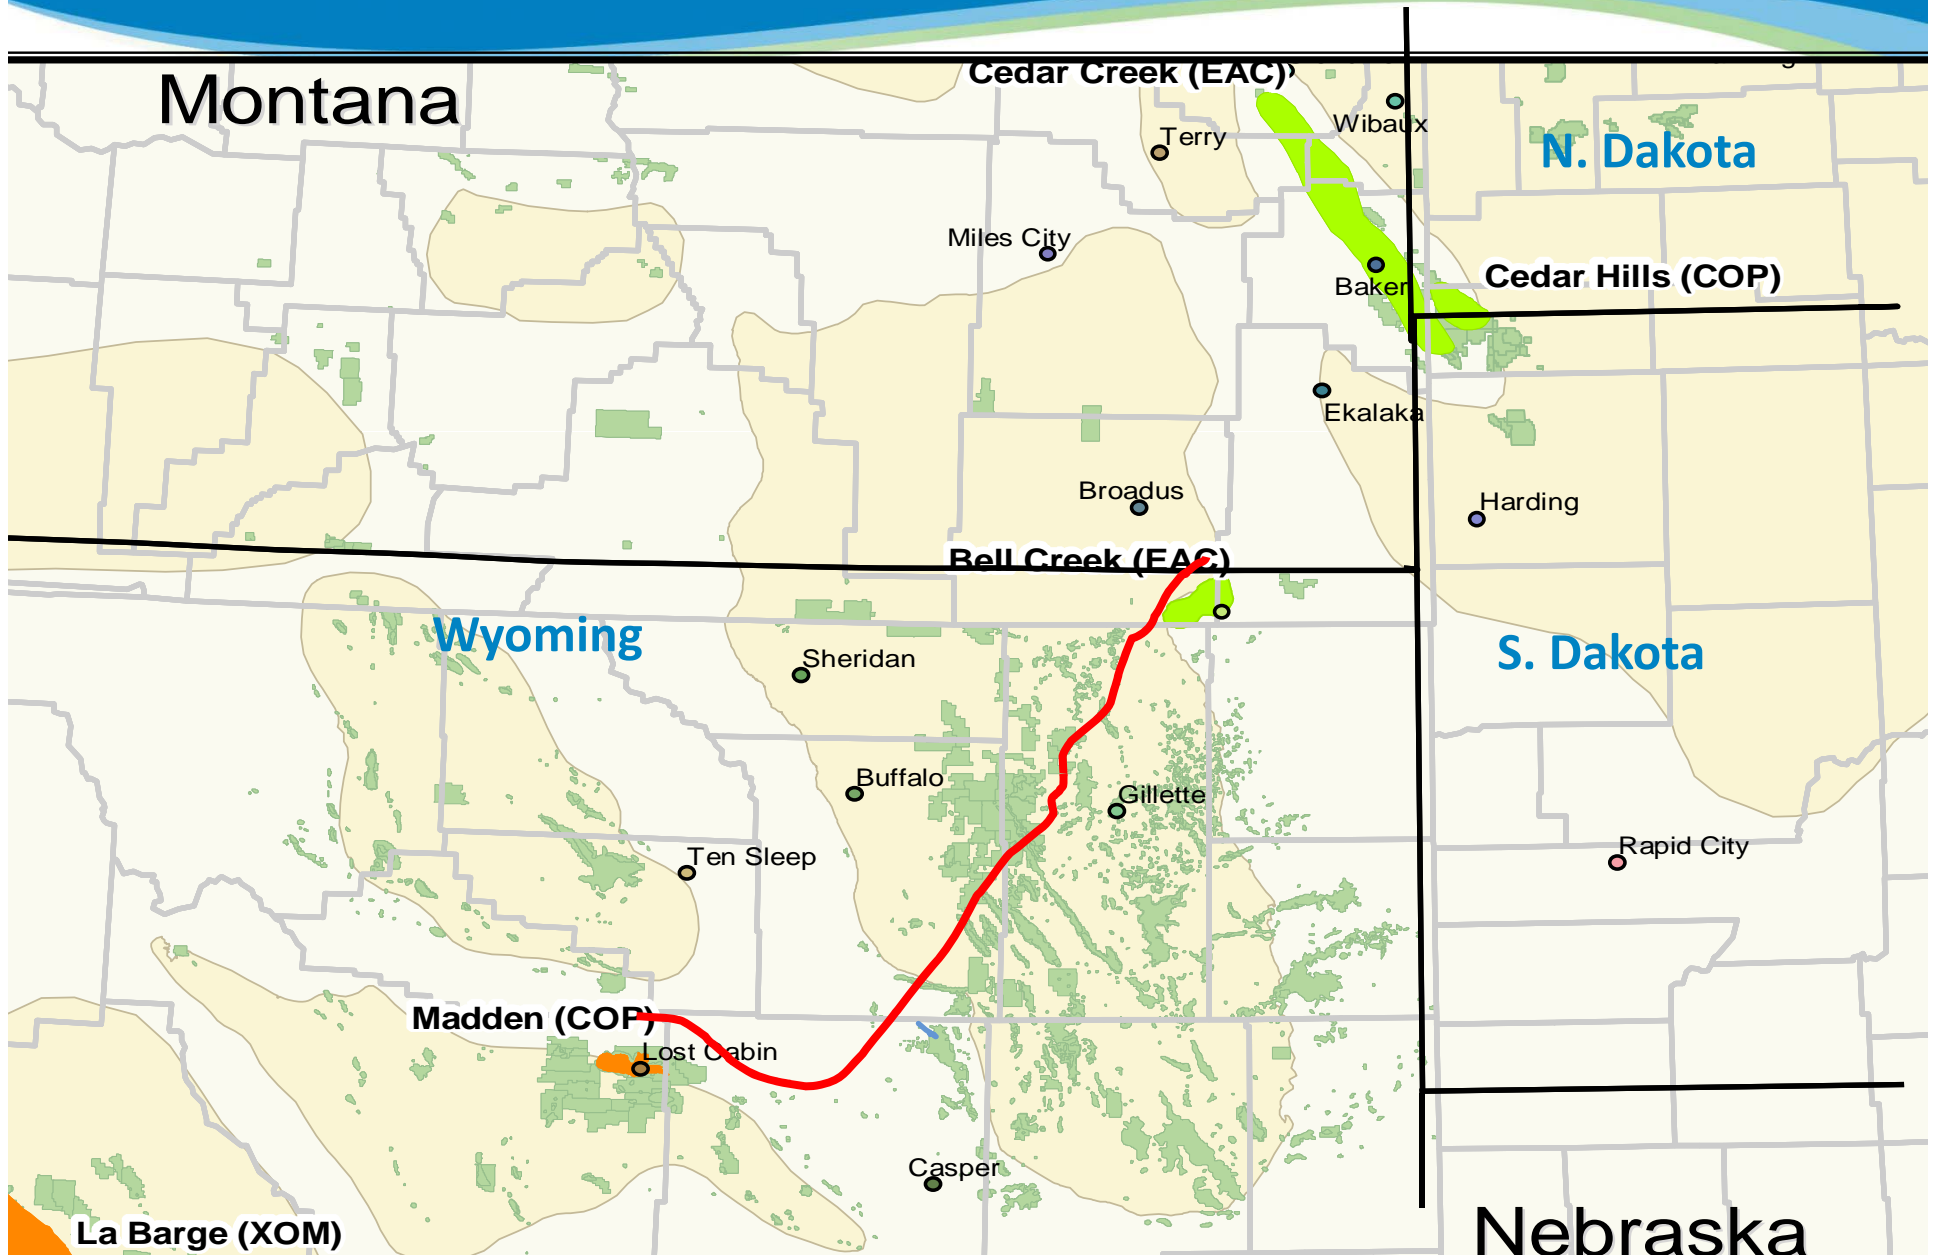 Cedar Creek (EAC)
Montana
Wibaux
Terry
N. Dakota
Miles City
Cedar Hills (COP)
Baker
Ekalaka
Broadus
Harding
Bell Creek (EAC)
Wyoming
Sheridan
S. Dakota
Buffalo
Gillette
Rapid City
Ten Sleep
Madden (COP)
Lost Cabin
Casper
La Barge (XOM)
Nebraska